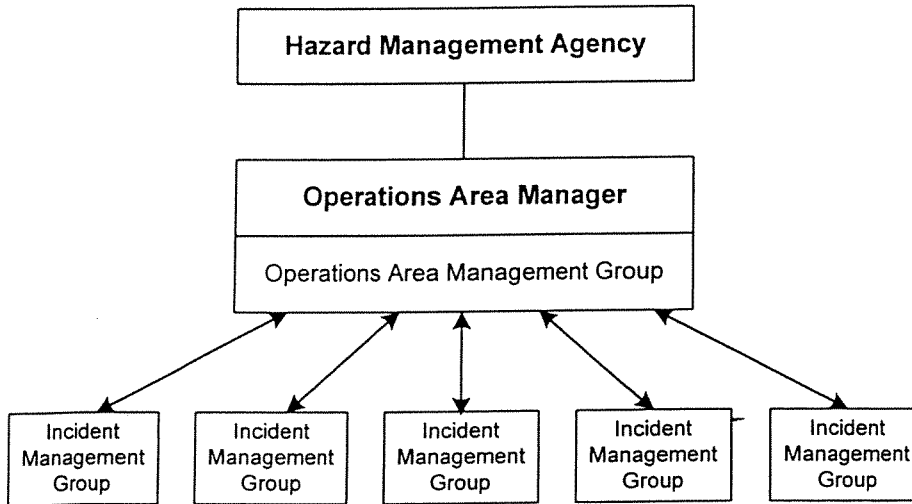 Hazard Management Agency
Operations Area Manager
Operations Area Management Group
Incident
Management
Group
Incident
Management
Group
Incident
Management
Group
Incident
Management
Group
Incident
Management
Group